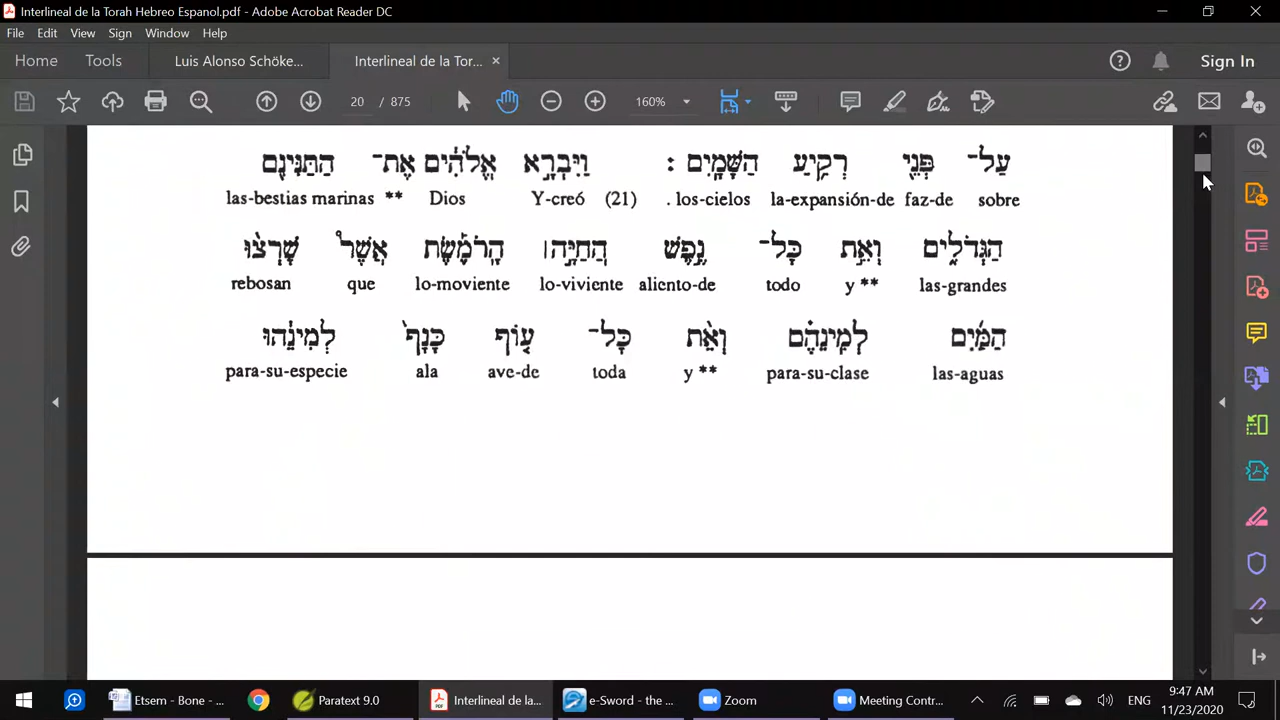 Interlineal de la Torah Hebreo Espanol.pdf - Adobe Acrobat Reader DC
File Edit View Sign Window Help
Home Tools Luis Alonso Schöke... Interlineal de la Tor... × Sign In
20 / 875 160%
עַל־ פְּנֵ֖י רְקִ֥יעַ הַשָּׁמָֽיִם׃ וַיִּבְרָ֣א אֱלֹהִ֔ים אֶת־ הַתַּנִּינִ֖ם
las-bestias marinas ** Dios Y-creó (21) . los-cielos la-expansión-de faz-de sobre
הַגְּדֹלִ֑ים וְאֵ֣ת כָּל־ נֶ֣פֶשׁ הַֽחַיָּ֣ה׀ הָֽרֹמֶ֡שֶׂת אֲשֶׁר֩ שָׁרְצ֨וּ
rebosan que lo-moviente lo-viviente aliento-de todo y ** las-grandes
הַמַּ֜יִם לְמִֽינֵהֶ֗ם וְאֵ֨ת כָּל־ ע֤וֹף כָּנָף֙ לְמִינֵ֔הוּ
para-su-especie ala ave-de toda y ** para-su-clase las-aguas
Etsem - Bone - ... Paratext 9.0 Interlineal de la... e-Sword - the ... Zoom Meeting Contr... ENG 9:47 AM
11/23/2020